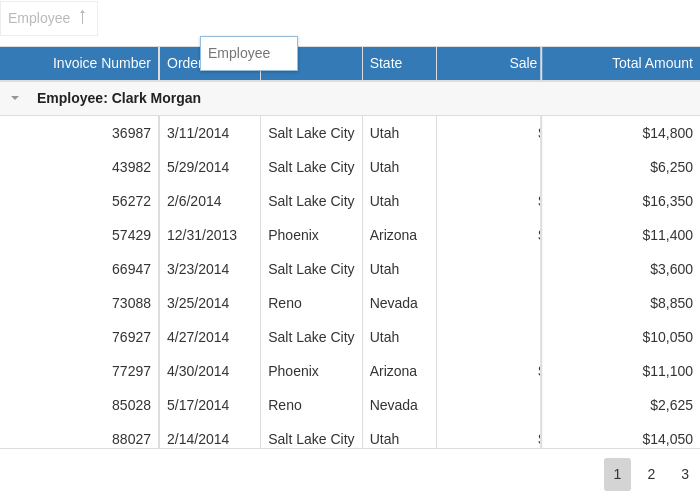 Employee ↑
Employee
Invoice Number Order State Sale Total Amount
Employee: Clark Morgan
36987 3/11/2014 Salt Lake City Utah $14,800
43982 5/29/2014 Salt Lake City Utah $6,250
56272 2/6/2014 Salt Lake City Utah $16,350
57429 12/31/2013 Phoenix Arizona $11,400
66947 3/23/2014 Salt Lake City Utah $3,600
73088 3/25/2014 Reno Nevada $8,850
76927 4/27/2014 Salt Lake City Utah $10,050
77297 4/30/2014 Phoenix Arizona $11,100
85028 5/17/2014 Reno Nevada $2,625
88027 2/14/2014 Salt Lake City Utah $14,050
1 2 3